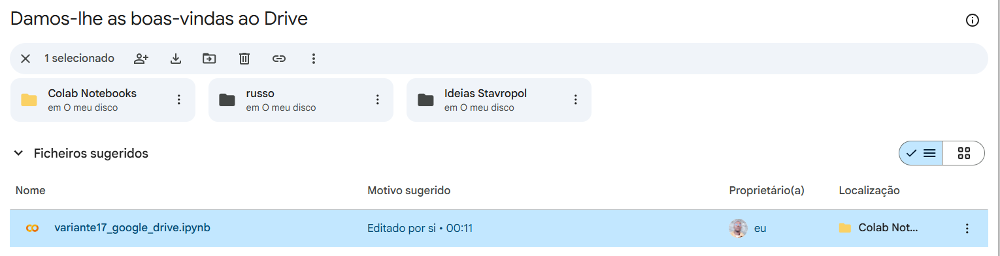 Damos-lhe as boas-vindas ao Drive
1 selecionado
Colab Notebooks
em O meu disco
russo
em O meu disco
Ideias Stavropol
em O meu disco
Ficheiros sugeridos
Nome Motivo sugerido Proprietário(a) Localização
variante17_google_drive.ipynb Editado por si • 00:11 eu Colab Not...